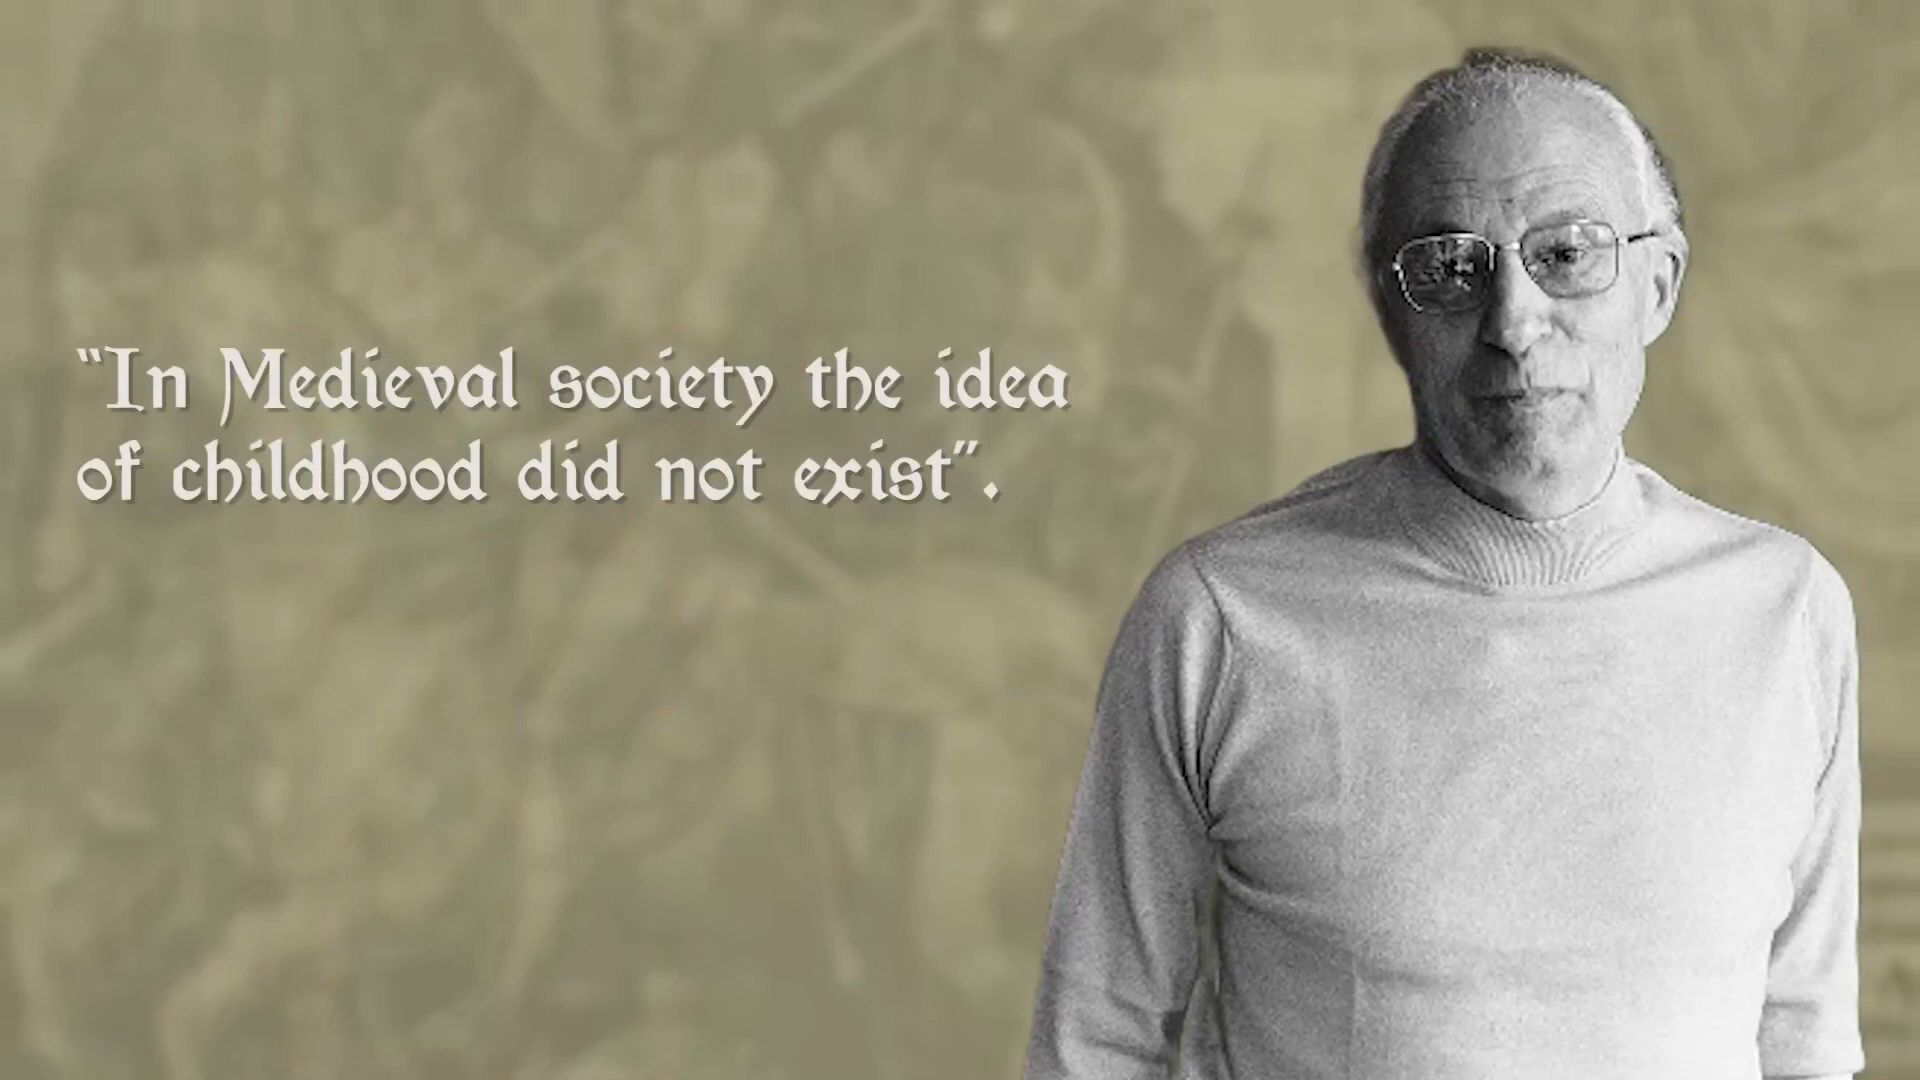 “In Medieval society the idea
of childhood did not exist”.